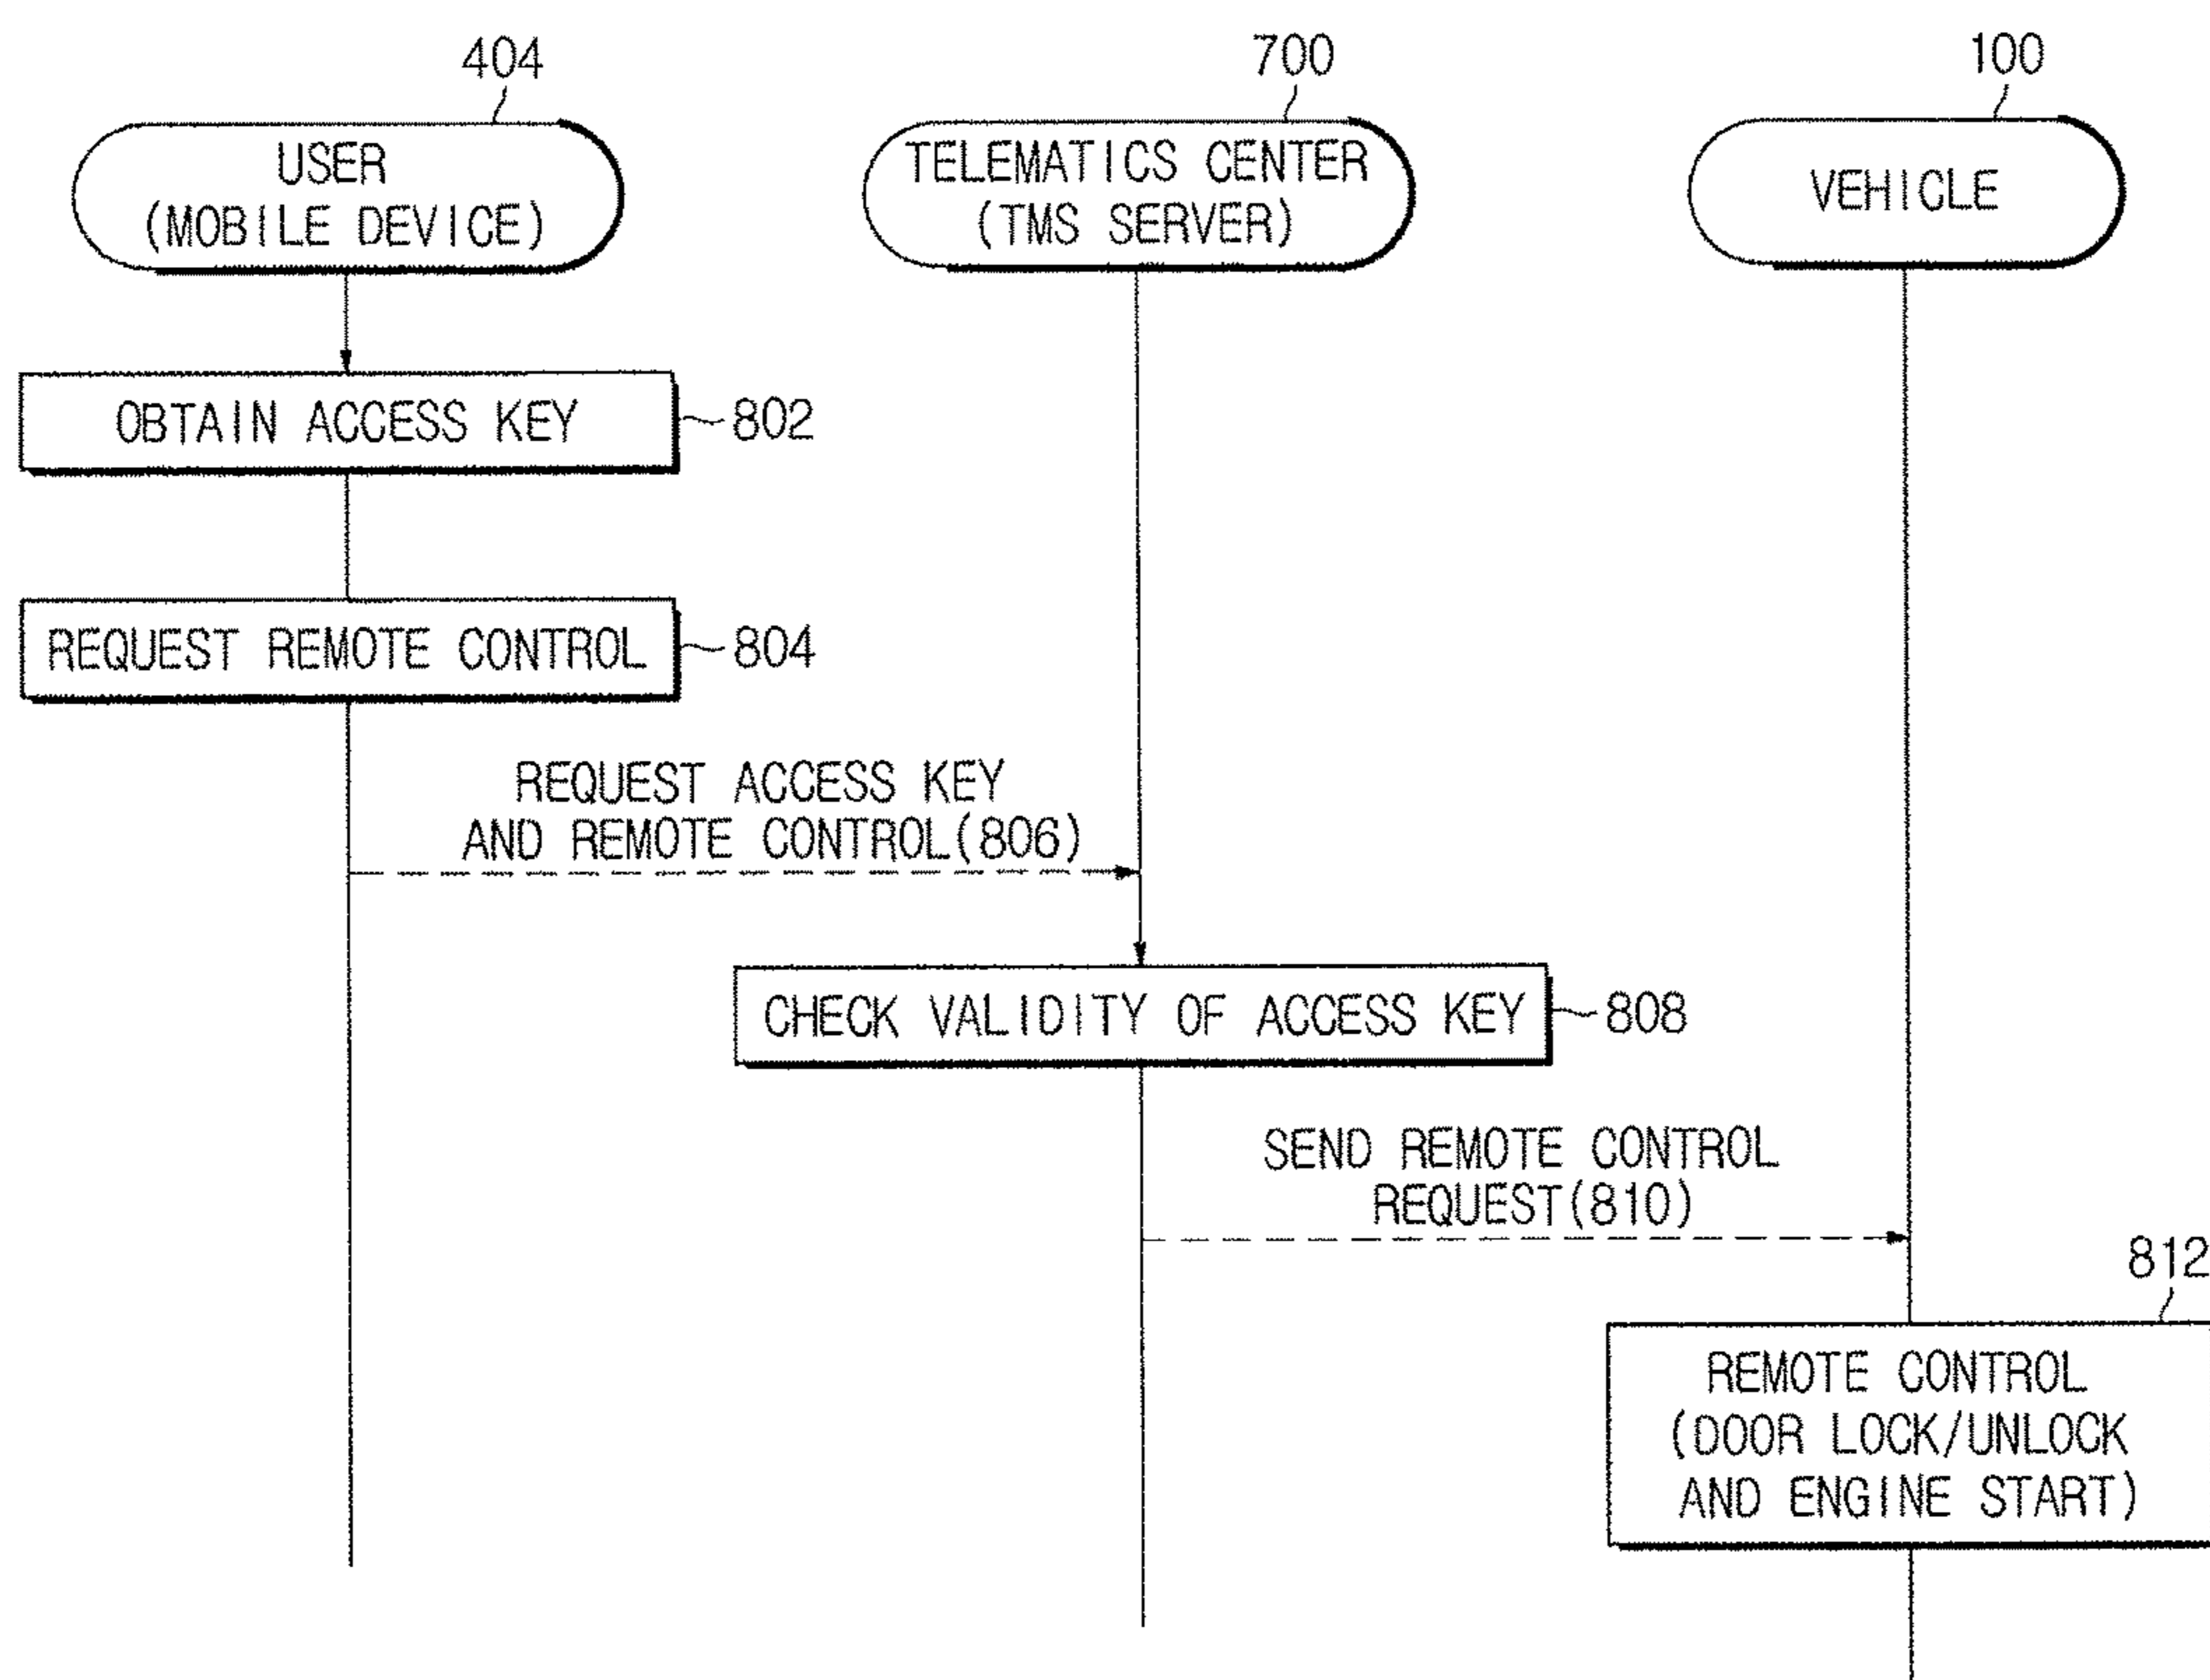 404
700
100
USER
(MOBILE DEVICE)
TELEMATICS CENTER
(TMS SERVER)
VEHICLE
OBTAIN ACCESS KEY
802
REQUEST REMOTE CONTROL
804
REQUEST ACCESS KEY
AND REMOTE CONTROL(806)
CHECK VALIDITY OF ACCESS KEY
808
SEND REMOTE CONTROL
REQUEST(810)
812
REMOTE CONTROL
(DOOR LOCK/UNLOCK
AND ENGINE START)